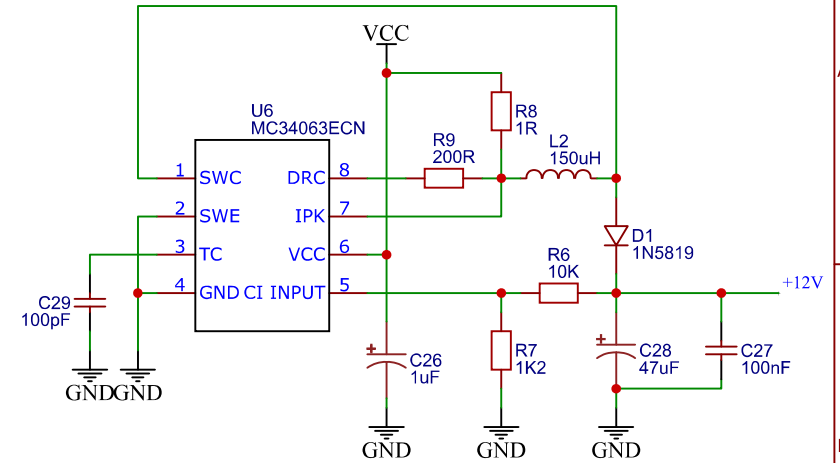 VCC
U6
MC34063ECN
R8
1R
R9
200R
L2
150uH
1 SWC DRC 8
2 SWE IPK 7
3 TC VCC 6
4 GND CI INPUT 5
D1
1N5819
R6
10K
+12V
C29
100pF
GND GND
C26
1uF
R7
1K2
C28
47uF
C27
100nF
GND GND GND